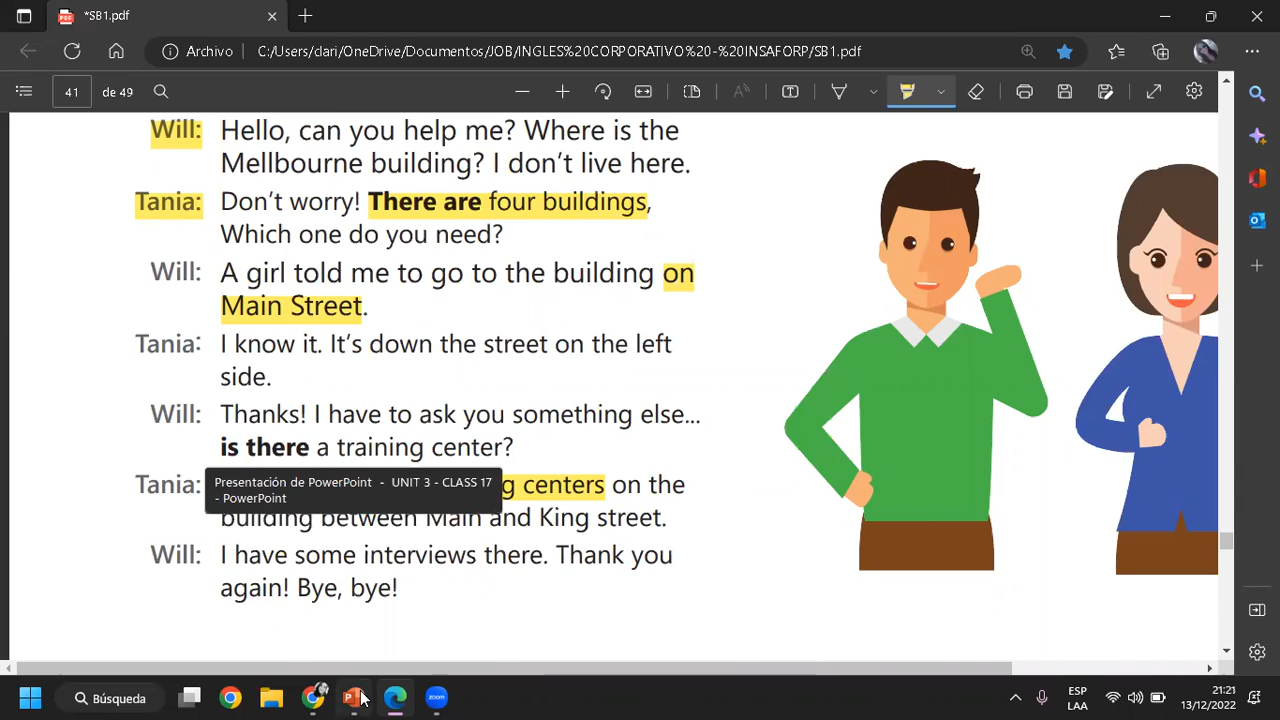 *SB1.pdf
Archivo
C:/Users/clari/OneDrive/Documentos/JOB/INGLES%20CORPORATIVO%20-%20INSAFORP/SB1.pdf
41 de 49
Will: Hello, can you help me? Where is the
Mellbourne building? I don't live here.
Tania: Don't worry! There are four buildings,
Which one do you need?
Will: A girl told me to go to the building on
Main Street.
Tania: I know it. It's down the street on the left
side.
Will: Thanks! I have to ask you something else...
is there a training center?
Tania: g centers on the
building between Main and King street.
Presentación de PowerPoint - UNIT 3 - CLASS 17
- PowerPoint
Will: I have some interviews there. Thank you
again! Bye, bye!
Búsqueda
zoom
ESP
LAA
21:21
13/12/2022